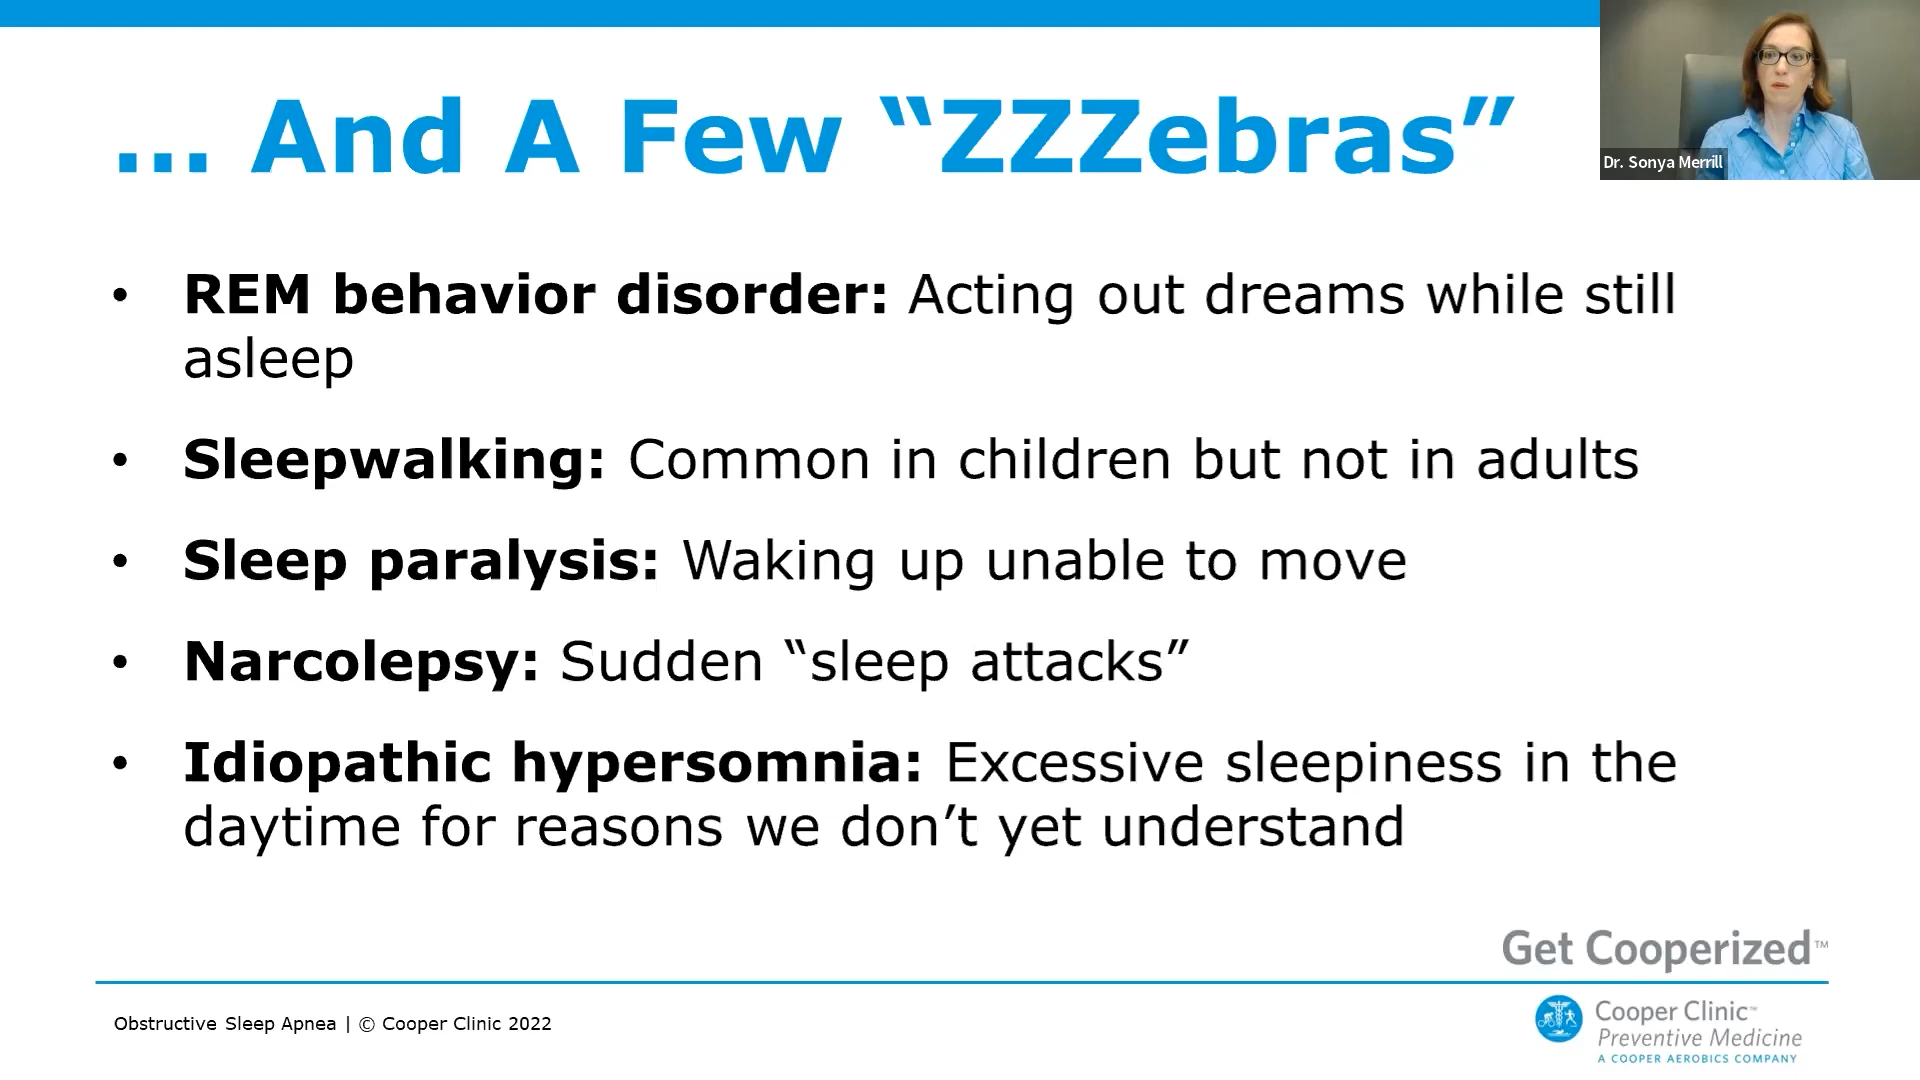 ... And A Few “ZZZebras”
Dr. Sonya Merrill
• REM behavior disorder: Acting out dreams while still
asleep
• Sleepwalking: Common in children but not in adults
• Sleep paralysis: Waking up unable to move
• Narcolepsy: Sudden “sleep attacks”
• Idiopathic hypersomnia: Excessive sleepiness in the
daytime for reasons we don’t yet understand
Get Cooperized™
Obstructive Sleep Apnea | © Cooper Clinic 2022
Cooper Clinic™
Preventive Medicine
A COOPER AEROBICS COMPANY